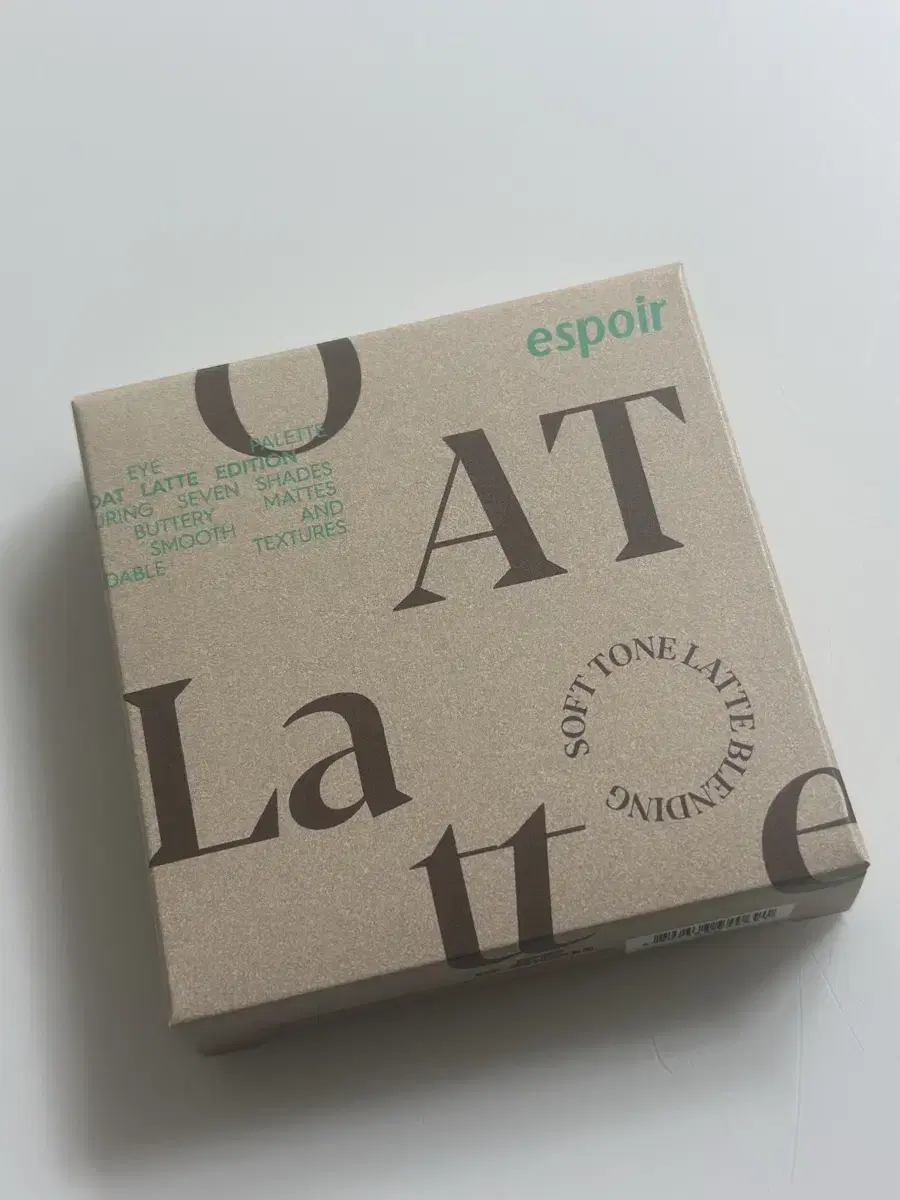 espoir
O
AT
EYE PALETTE
OAT LATTE EDITION
URING SEVEN SHADES
BUTTERY MATTES
SMOOTH AND
DABLE TEXTURES
SOFT TONE LATTE BLENDING
La
tt
e